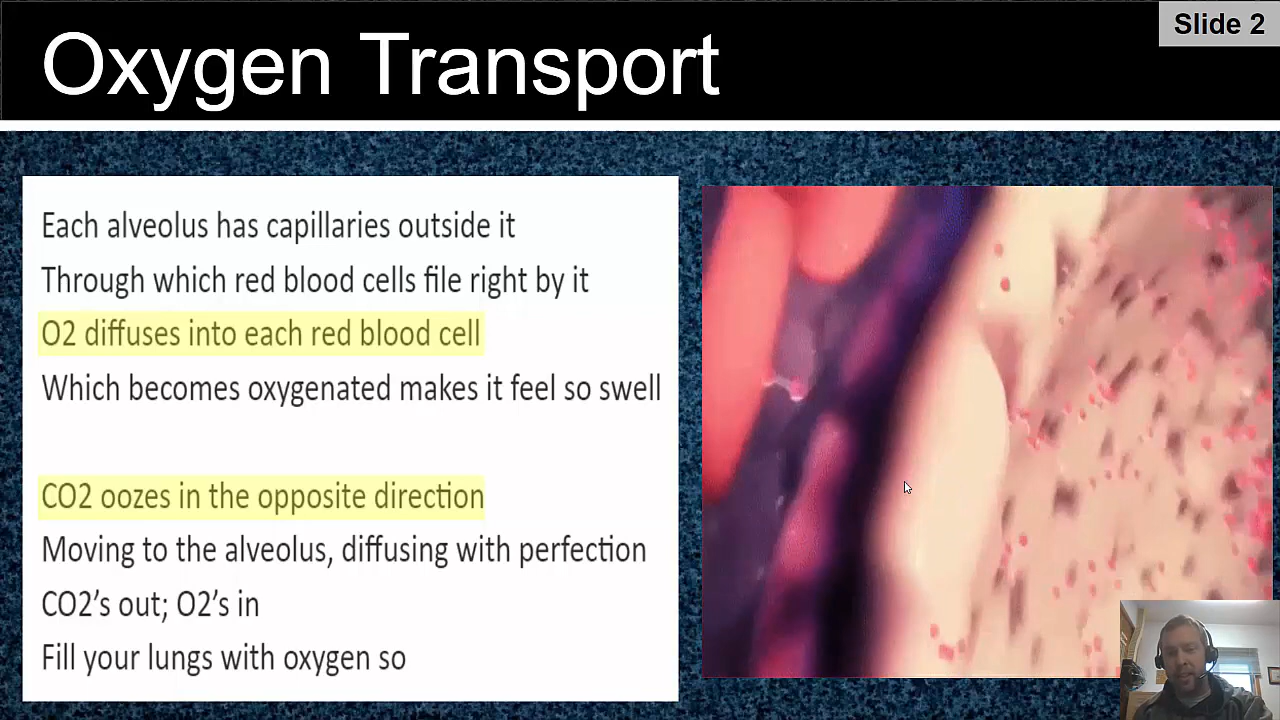 Slide 2
Oxygen Transport
Each alveolus has capillaries outside it
Through which red blood cells file right by it
O2 diffuses into each red blood cell
Which becomes oxygenated makes it feel so swell
CO2 oozes in the opposite direction
Moving to the alveolus, diffusing with perfection
CO2’s out; O2’s in
Fill your lungs with oxygen so